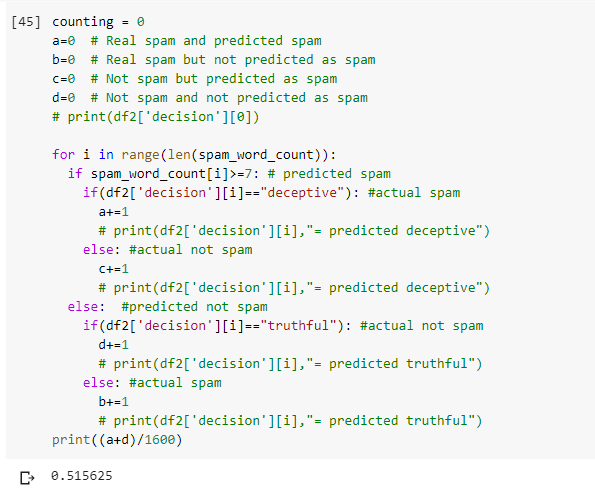 [45] counting = 0
a=0  # Real spam and predicted spam
b=0  # Real spam but not predicted as spam
c=0  # Not spam but predicted as spam
d=0  # Not spam and not predicted as spam
# print(df2['decision'][0])

for i in range(len(spam_word_count)):
  if spam_word_count[i]>=7: # predicted spam
    if(df2['decision'][i]=="deceptive"): #actual spam
      a+=1
      # print(df2['decision'][i],"= predicted deceptive")
    else: #actual not spam
      c+=1
      # print(df2['decision'][i],"= predicted deceptive")
  else:  #predicted not spam
    if(df2['decision'][i]=="truthful"): #actual not spam
      d+=1
      # print(df2['decision'][i],"= predicted truthful")
    else: #actual spam
      b+=1
      # print(df2['decision'][i],"= predicted truthful")
print((a+d)/1600)
0.515625